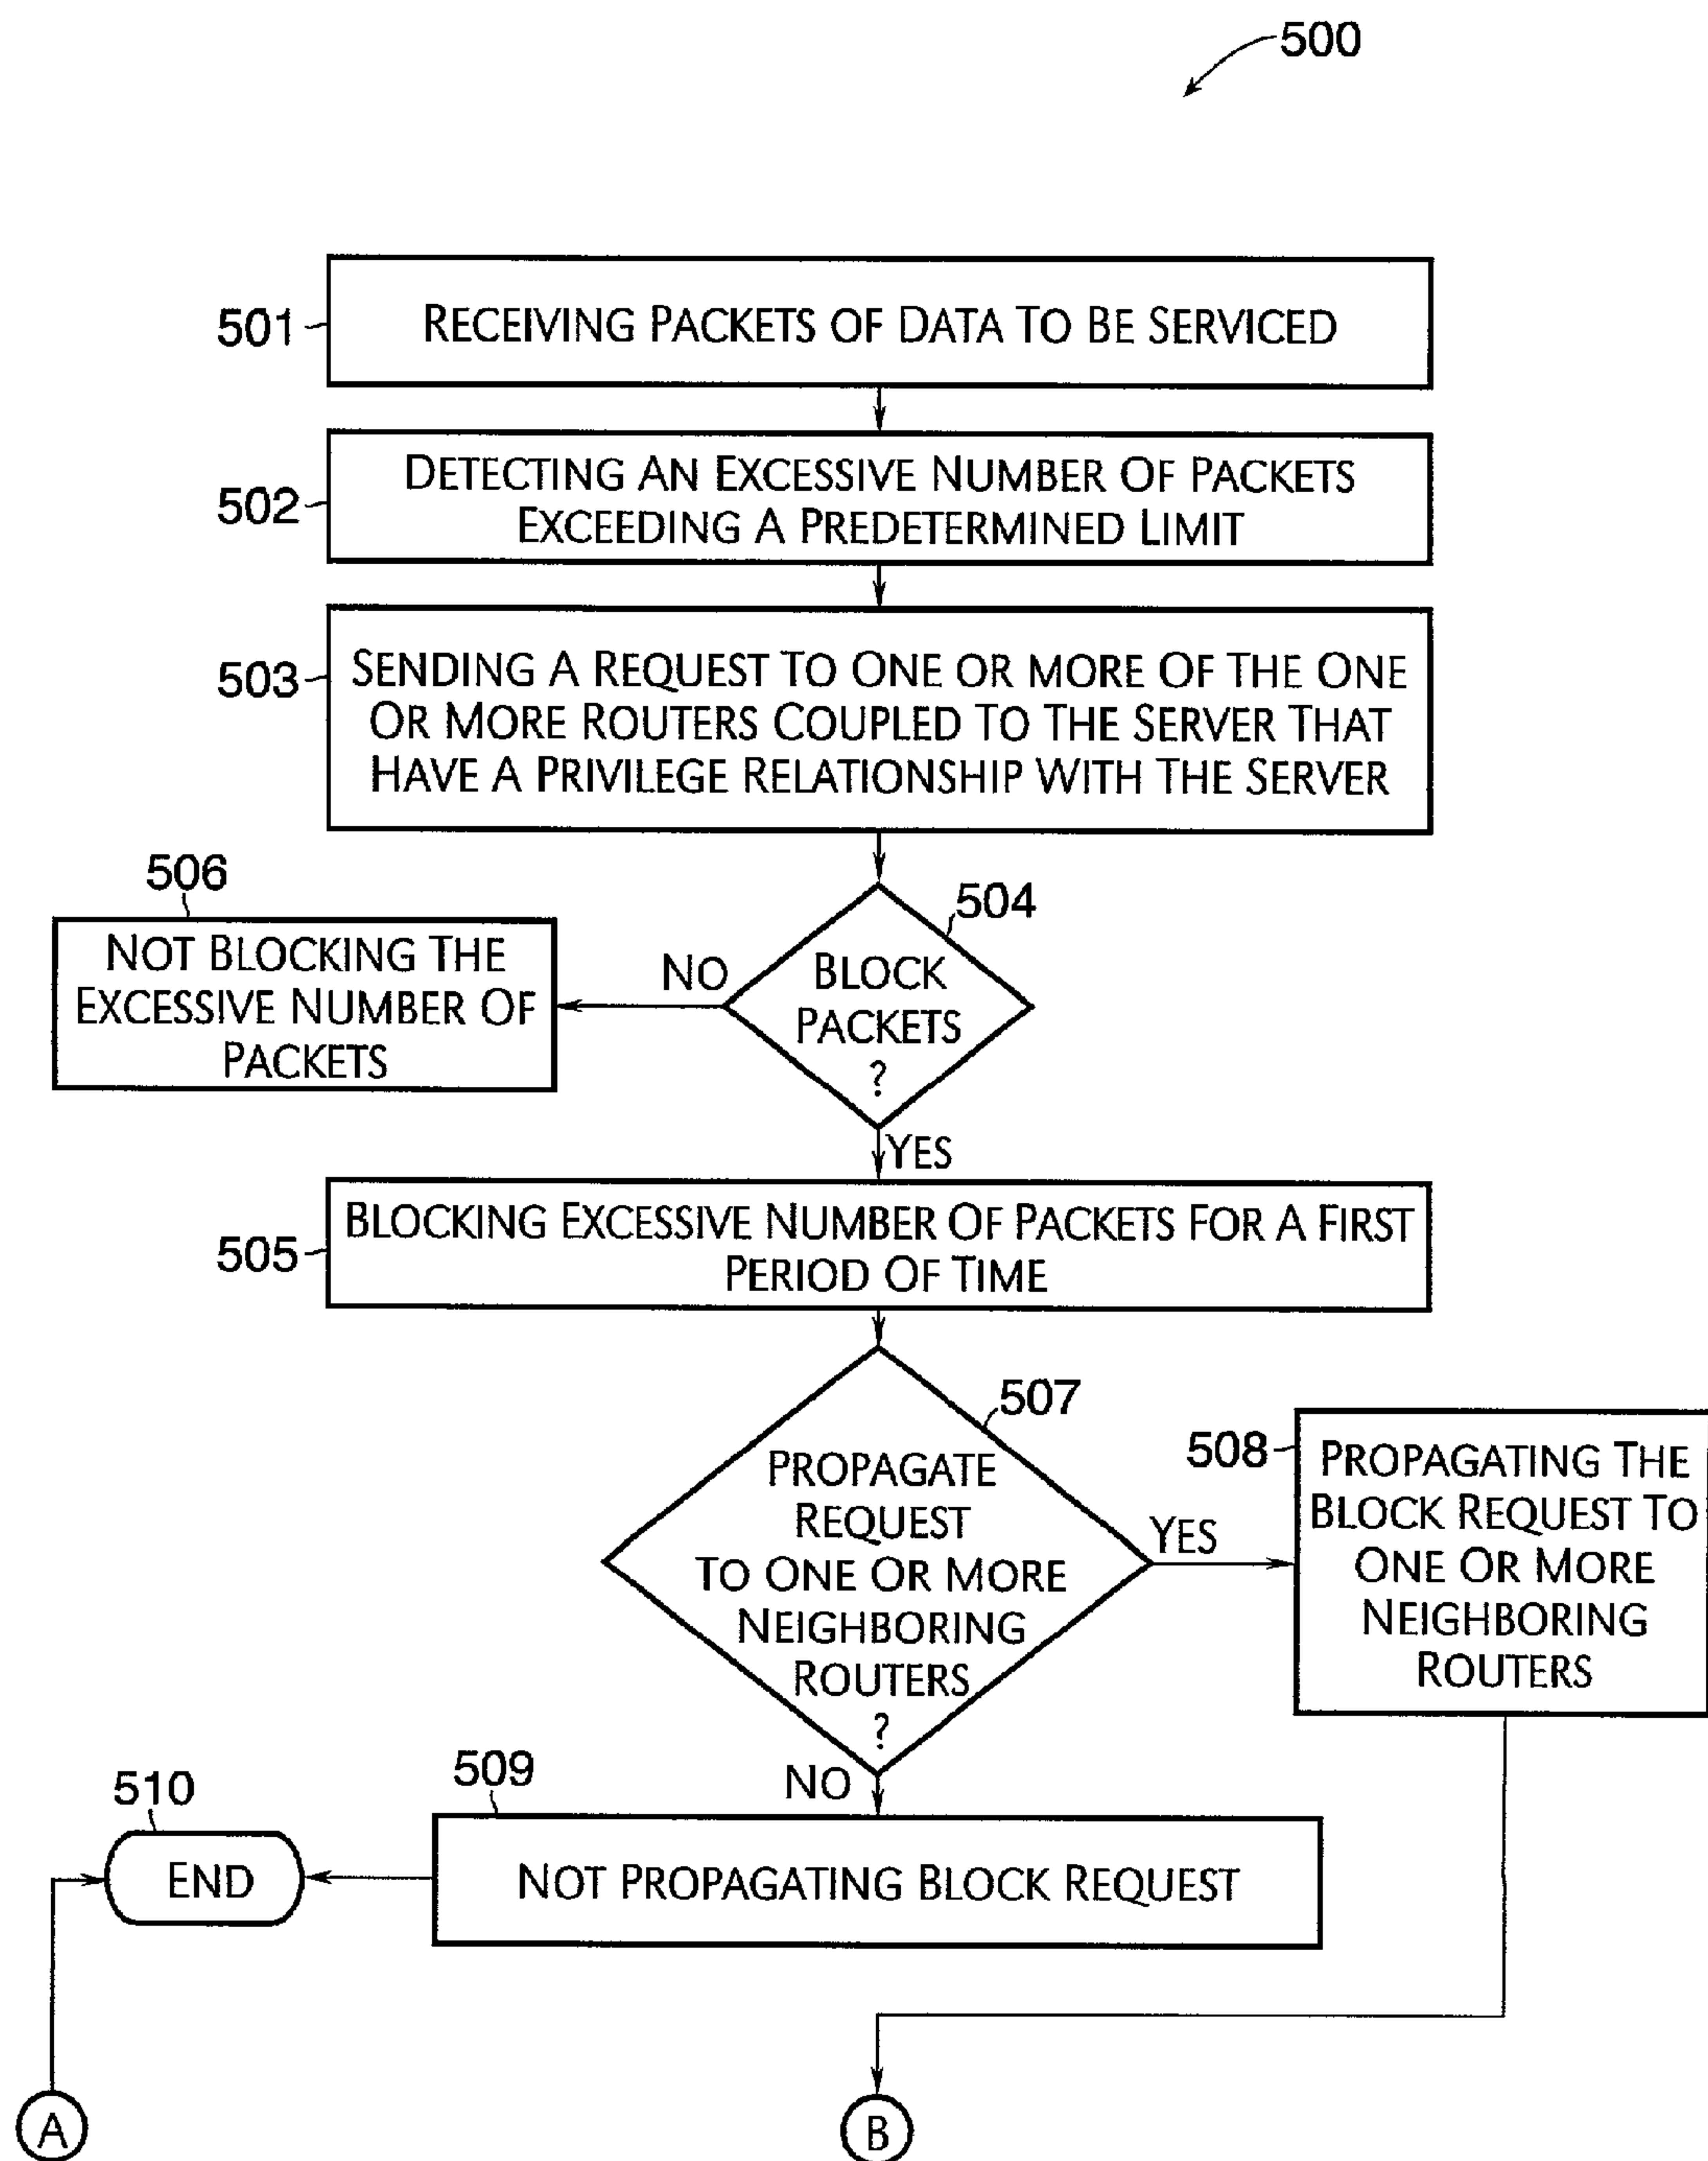 500
501
RECEIVING PACKETS OF DATA TO BE SERVICED
502
DETECTING AN EXCESSIVE NUMBER OF PACKETS
EXCEEDING A PREDETERMINED LIMIT
503
SENDING A REQUEST TO ONE OR MORE OF THE ONE
OR MORE ROUTERS COUPLED TO THE SERVER THAT
HAVE A PRIVILEGE RELATIONSHIP WITH THE SERVER
506
NOT BLOCKING THE
EXCESSIVE NUMBER OF
PACKETS
NO
504
BLOCK
PACKETS
?
YES
505
BLOCKING EXCESSIVE NUMBER OF PACKETS FOR A FIRST
PERIOD OF TIME
507
PROPAGATE
REQUEST
TO ONE OR MORE
NEIGHBORING
ROUTERS
?
YES
508
PROPAGATING THE
BLOCK REQUEST TO
ONE OR MORE
NEIGHBORING
ROUTERS
NO
509
NOT PROPAGATING BLOCK REQUEST
510
END
A
B